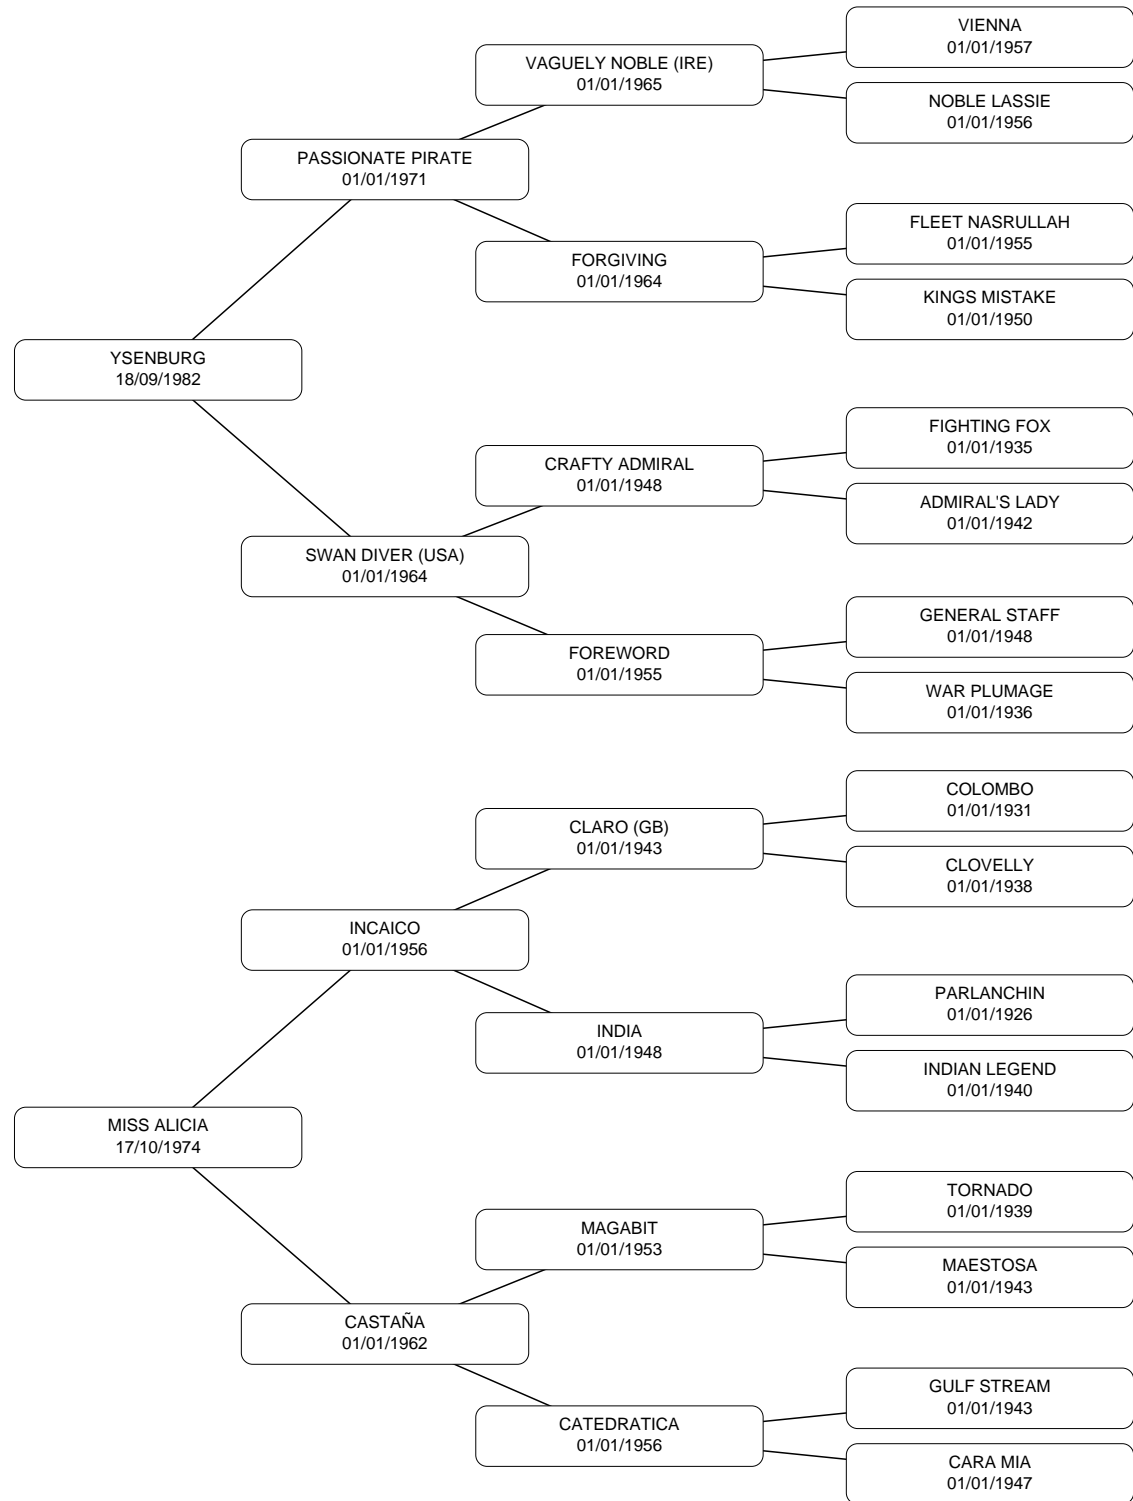 VIENNA
01/01/1957
VAGUELY NOBLE (IRE)
01/01/1965
NOBLE LASSIE
01/01/1956
PASSIONATE PIRATE
01/01/1971
FLEET NASRULLAH
01/01/1955
FORGIVING
01/01/1964
KINGS MISTAKE
01/01/1950
YSENBURG
18/09/1982
FIGHTING FOX
01/01/1935
CRAFTY ADMIRAL
01/01/1948
ADMIRAL'S LADY
01/01/1942
SWAN DIVER (USA)
01/01/1964
GENERAL STAFF
01/01/1948
FOREWORD
01/01/1955
WAR PLUMAGE
01/01/1936
COLOMBO
01/01/1931
CLARO (GB)
01/01/1943
CLOVELLY
01/01/1938
INCAICO
01/01/1956
PARLANCHIN
01/01/1926
INDIA
01/01/1948
INDIAN LEGEND
01/01/1940
MISS ALICIA
17/10/1974
TORNADO
01/01/1939
MAGABIT
01/01/1953
MAESTOSA
01/01/1943
CASTAÑA
01/01/1962
GULF STREAM
01/01/1943
CATEDRATICA
01/01/1956
CARA MIA
01/01/1947